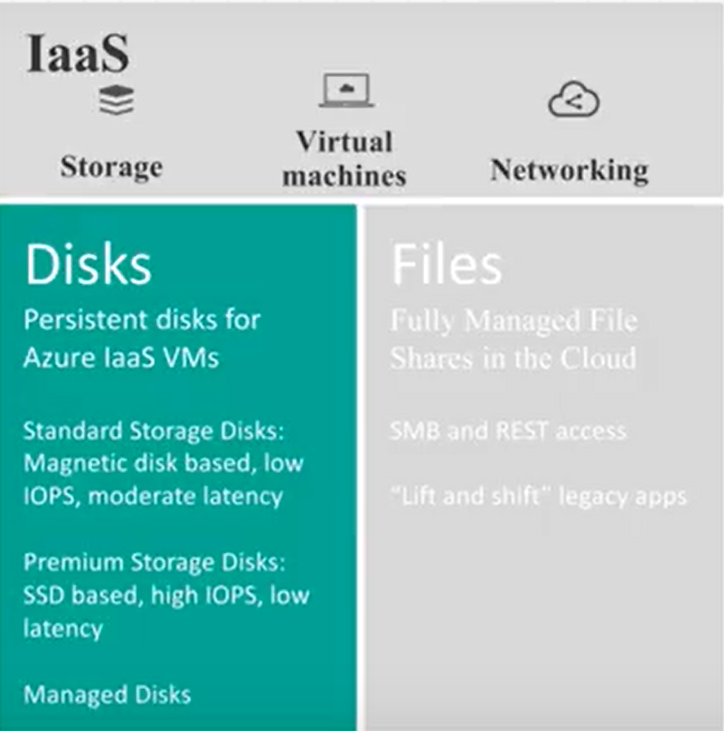 IaaS
Storage
Virtual
machines
Networking
Disks
Persistent disks for
Azure IaaS VMs
Standard Storage Disks:
Magnetic disk based, low
IOPS, moderate latency
Premium Storage Disks:
SSD based, high IOPS, low
latency
Managed Disks
Files
Fully Managed File
Shares in the Cloud
SMB and REST access
"Lift and shift" legacy apps